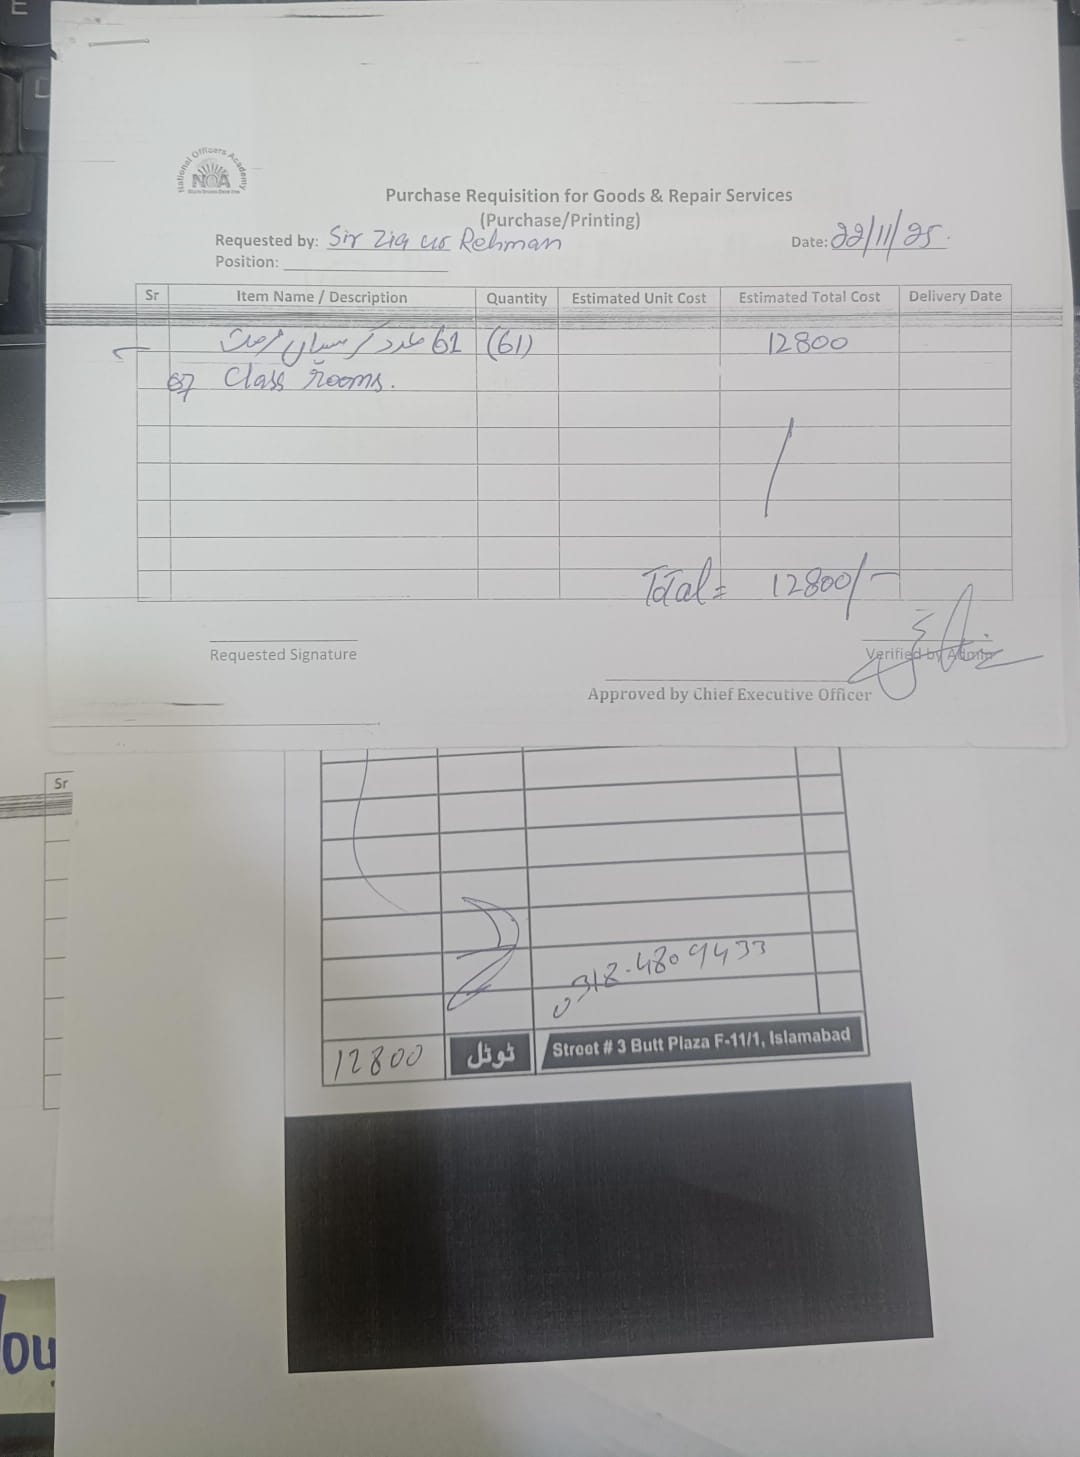 E
National Officers Academy
NOA
Purchase Requisition for Goods & Repair Services
(Purchase/Printing)
Requested by: Sir Zia ur Rehman
Date: 22/11/25.
Position:
Sr Item Name / Description Quantity Estimated Unit Cost Estimated Total Cost Delivery Date
61 عدد کرسیاں مرمت (61) 12800
of Class rooms.
Total = 12800/-
Requested Signature
Verified by Admin
Approved by Chief Executive Officer
Sr
0318-4809433
12800 ٹوٹل Street # 3 Butt Plaza F-11/1, Islamabad
ou